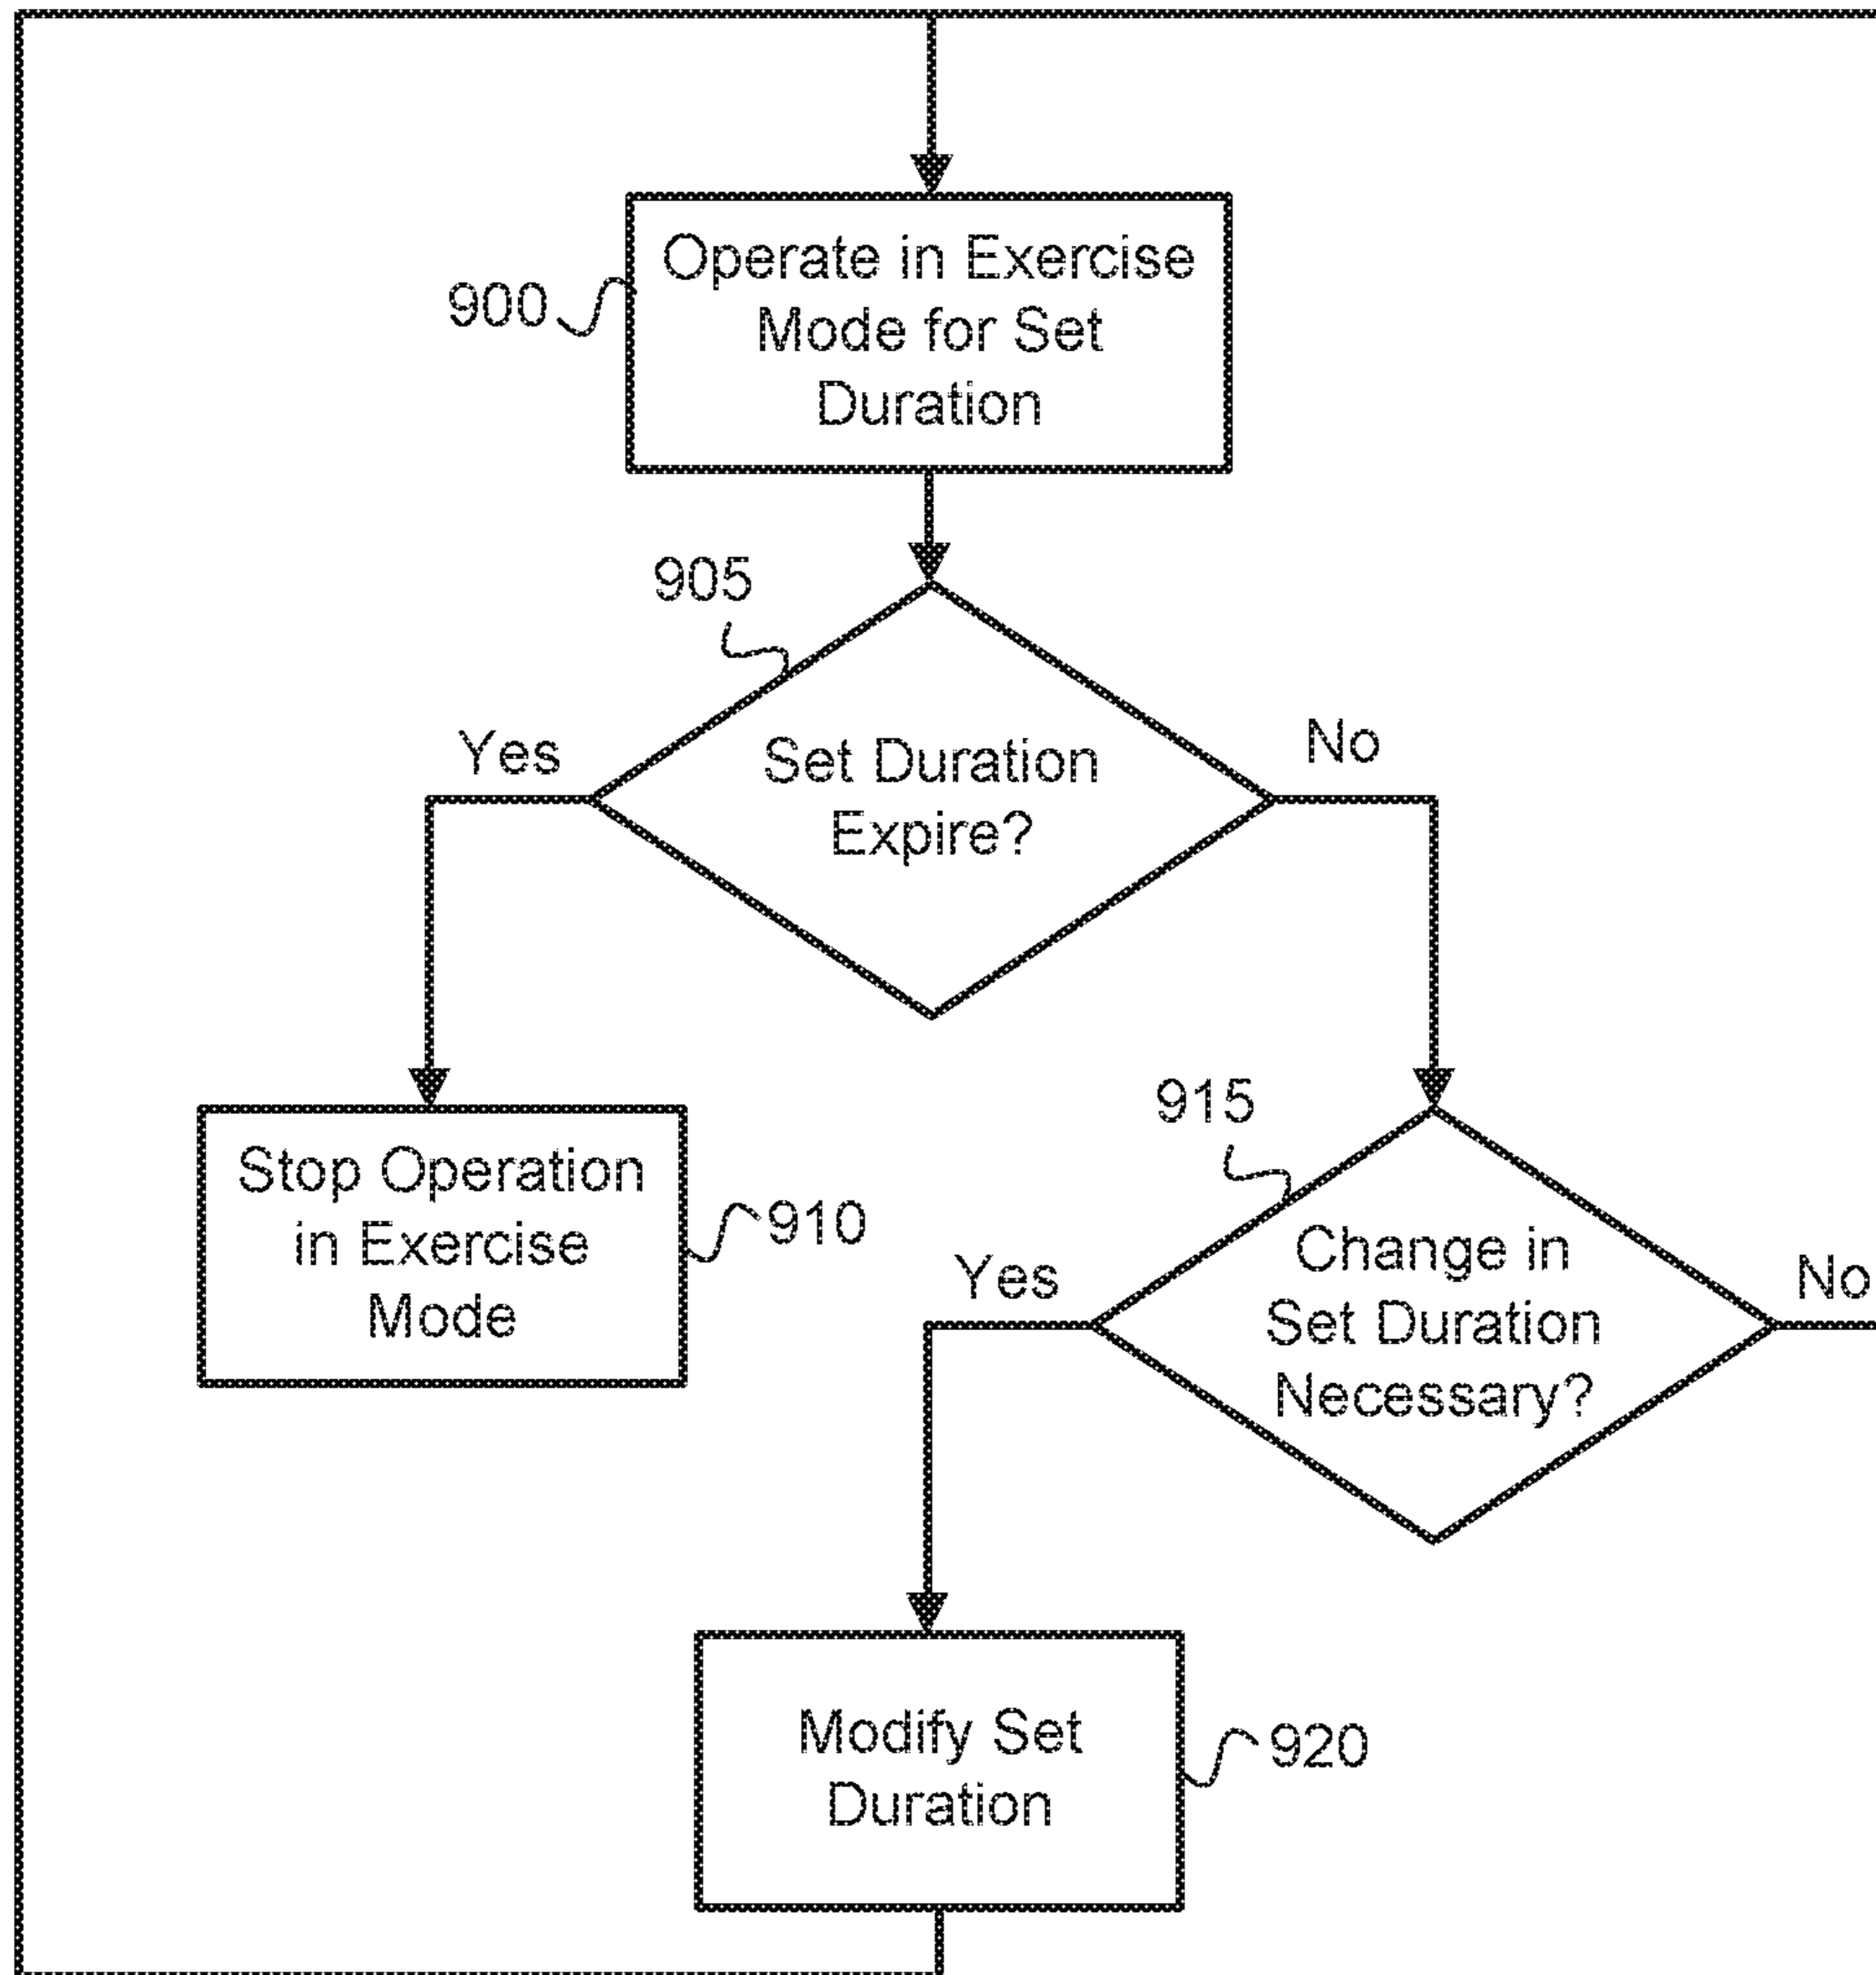 900
Operate in Exercise
Mode for Set
Duration
905
Yes
Set Duration
Expire?
No
Stop Operation
in Exercise
Mode
910
915
Yes
Change in
Set Duration
Necessary?
No
Modify Set
Duration
920